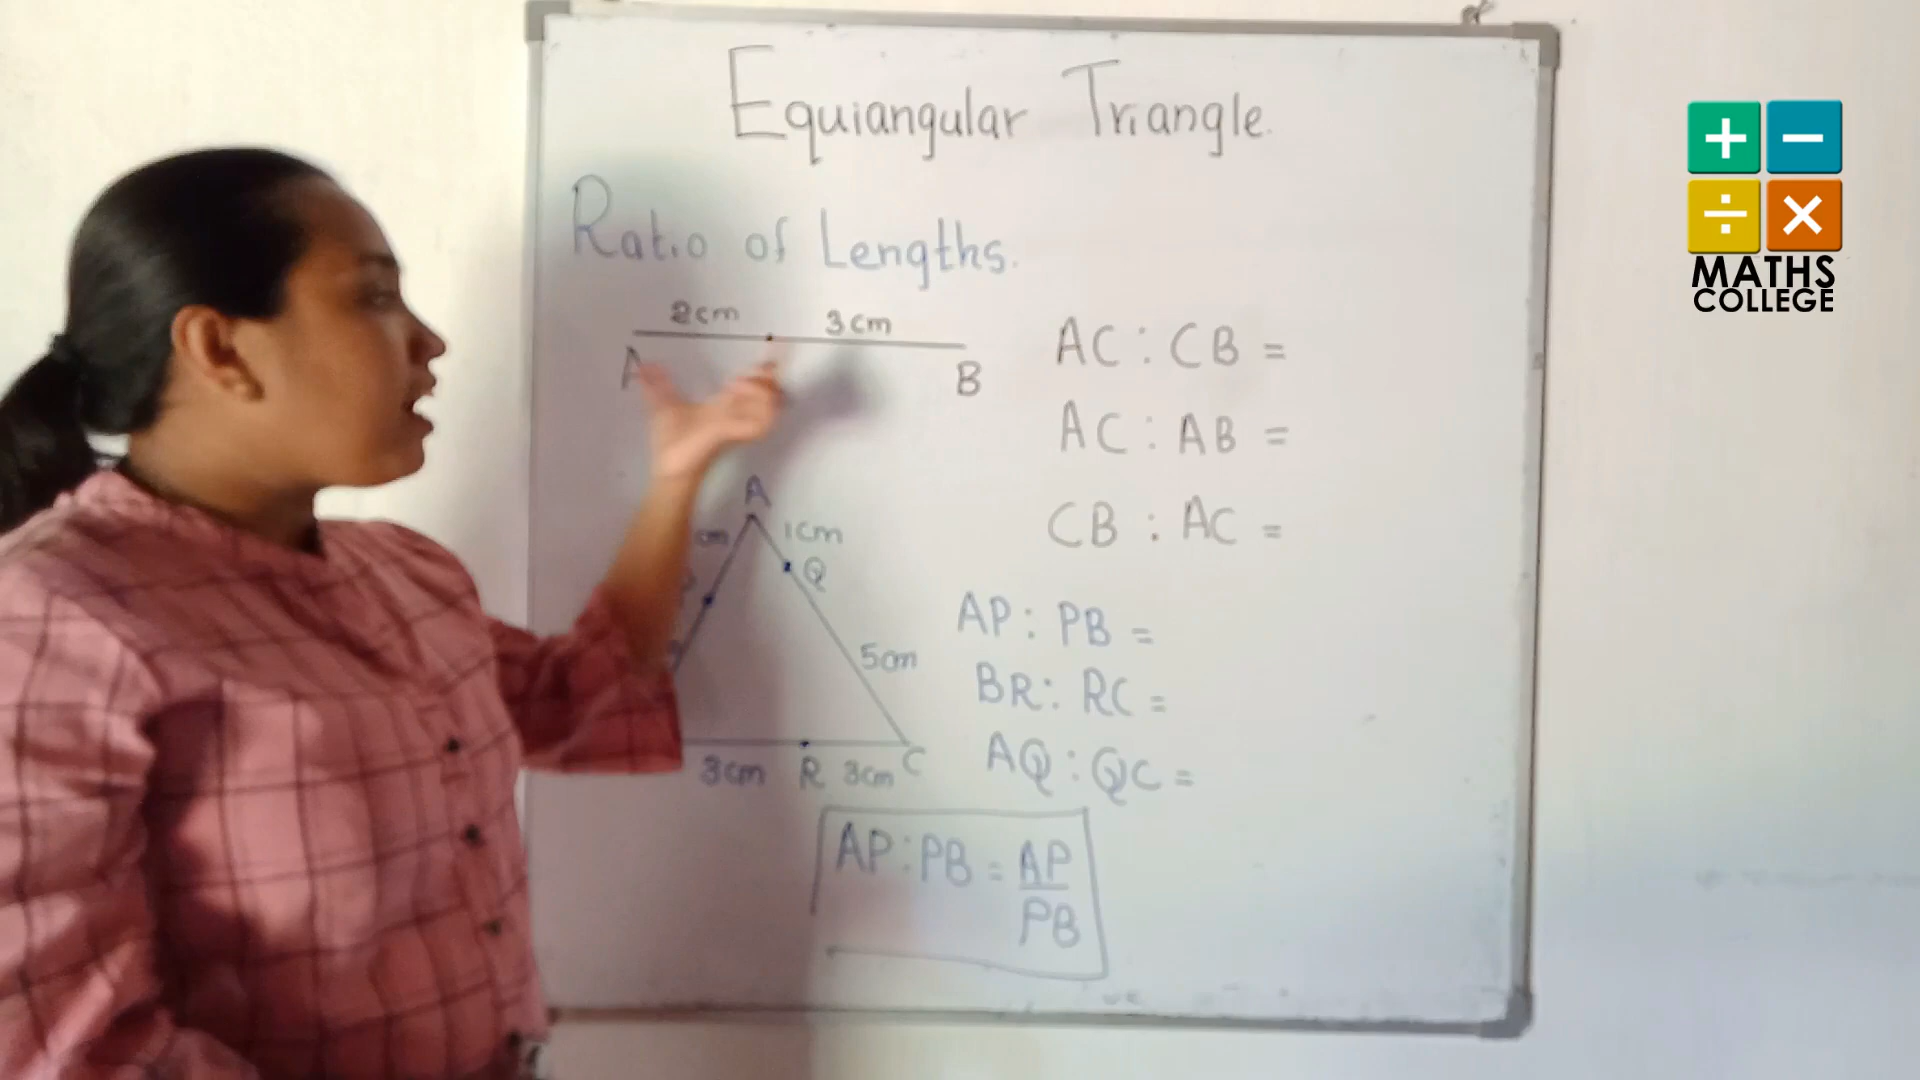 Equiangular Triangle.
Ratio of Lengths.
2cm 3cm
A B
AC : CB =
AC : AB =
CB : AC =
A
cm 1cm
Q
5cm
3cm R 3cm C
AP : PB =
BR : RC =
AQ : QC =
AP : PB = AP
PB
+ −
÷ ×
MATHS
COLLEGE